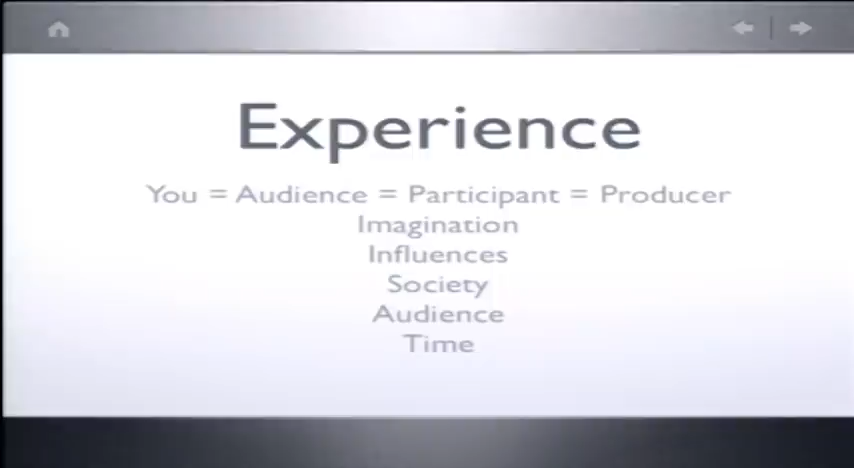 Experience
You = Audience = Participant = Producer
Imagination
Influences
Society
Audience
Time